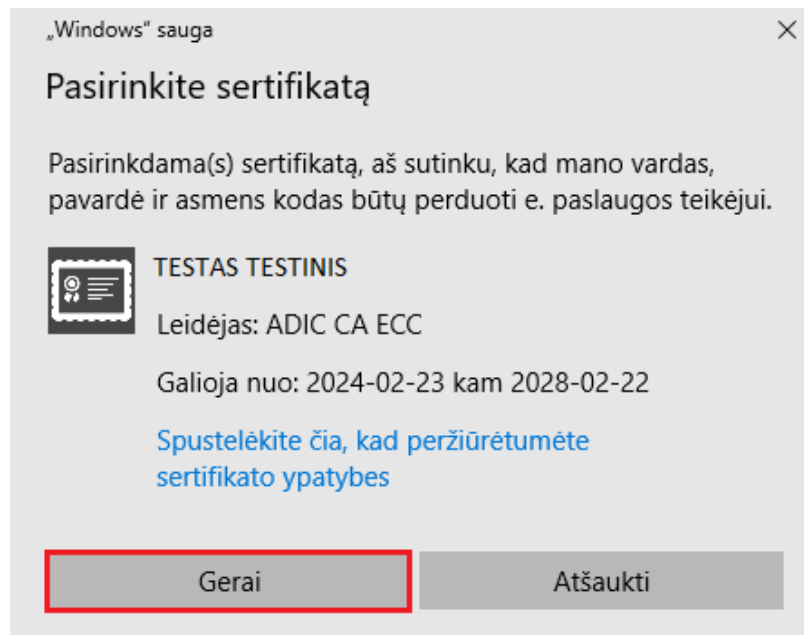 „Windows“ sauga
Pasirinkite sertifikatą
Pasirinkdama(s) sertifikatą, aš sutinku, kad mano vardas,
pavardė ir asmens kodas būtų perduoti e. paslaugos teikėjui.
TESTAS TESTINIS
Leidėjas: ADIC CA ECC
Galioja nuo: 2024-02-23 kam 2028-02-22
Spustelėkite čia, kad peržiūrėtumėte
sertifikato ypatybes
Gerai
Atšaukti